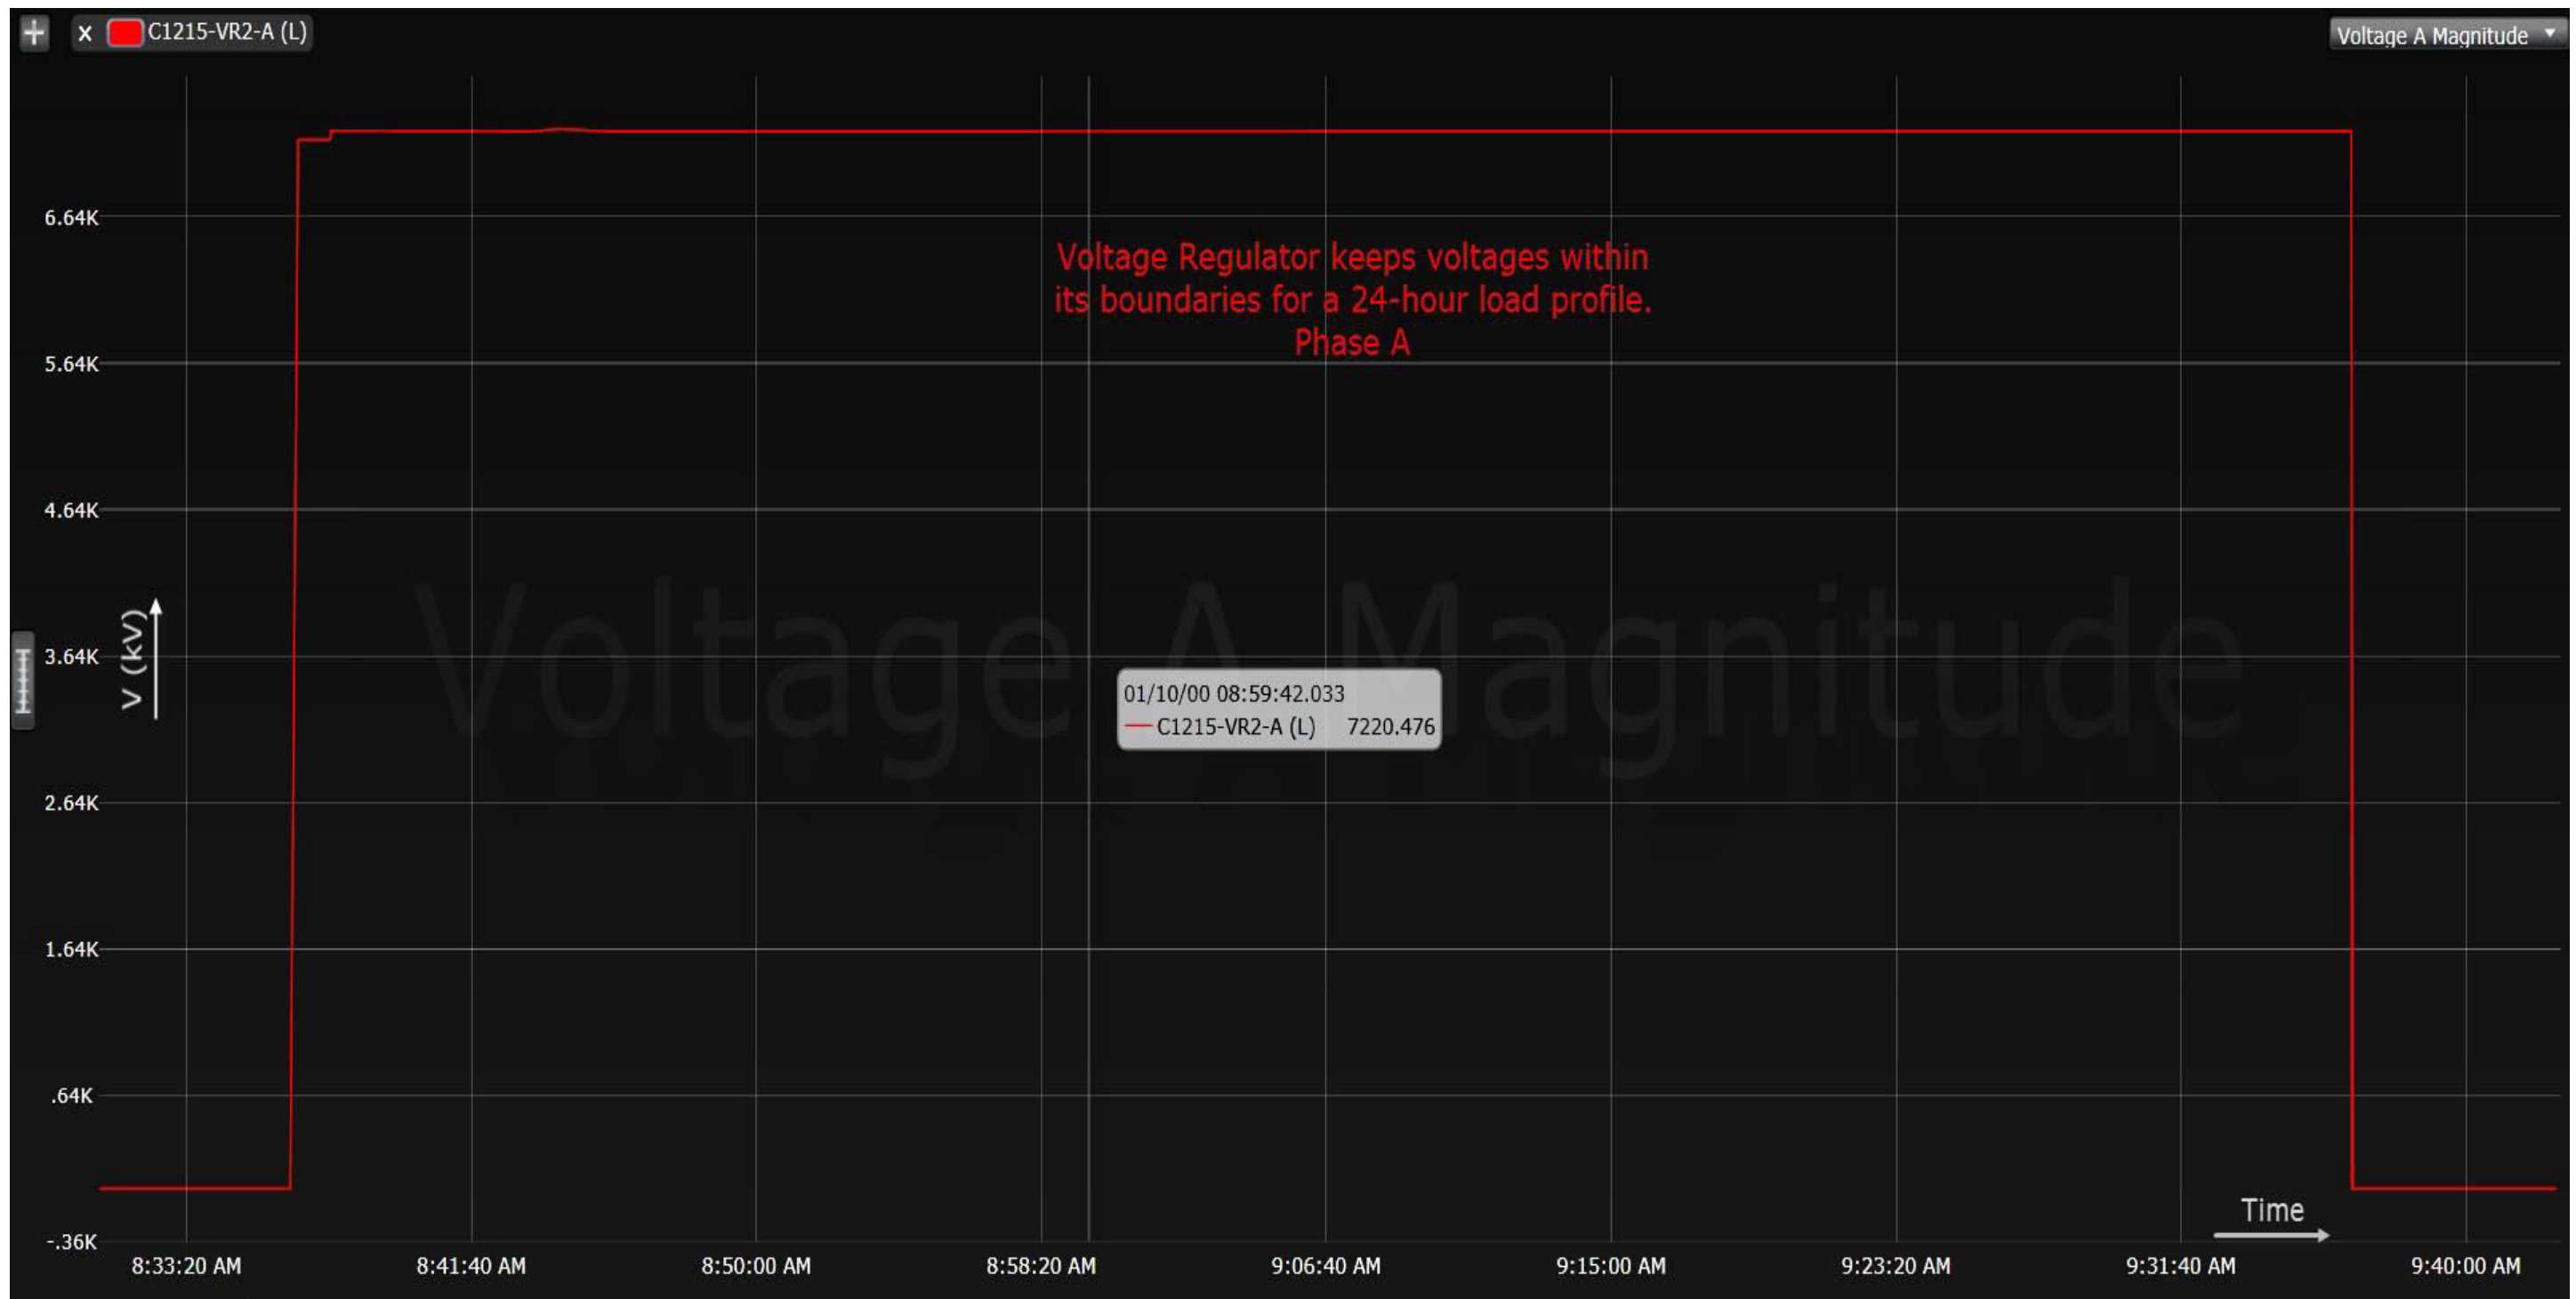 + x C1215-VR2-A (L) Voltage A Magnitude
6.64K
Voltage Regulator keeps voltages within
its boundaries for a 24-hour load profile.
Phase A
5.64K
4.64K
3.64K
V (kV)
Voltage A Magnitude
01/10/00 08:59:42.033
C1215-VR2-A (L) 7220.476
2.64K
1.64K
.64K
Time
-.36K
8:33:20 AM 8:41:40 AM 8:50:00 AM 8:58:20 AM 9:06:40 AM 9:15:00 AM 9:23:20 AM 9:31:40 AM 9:40:00 AM